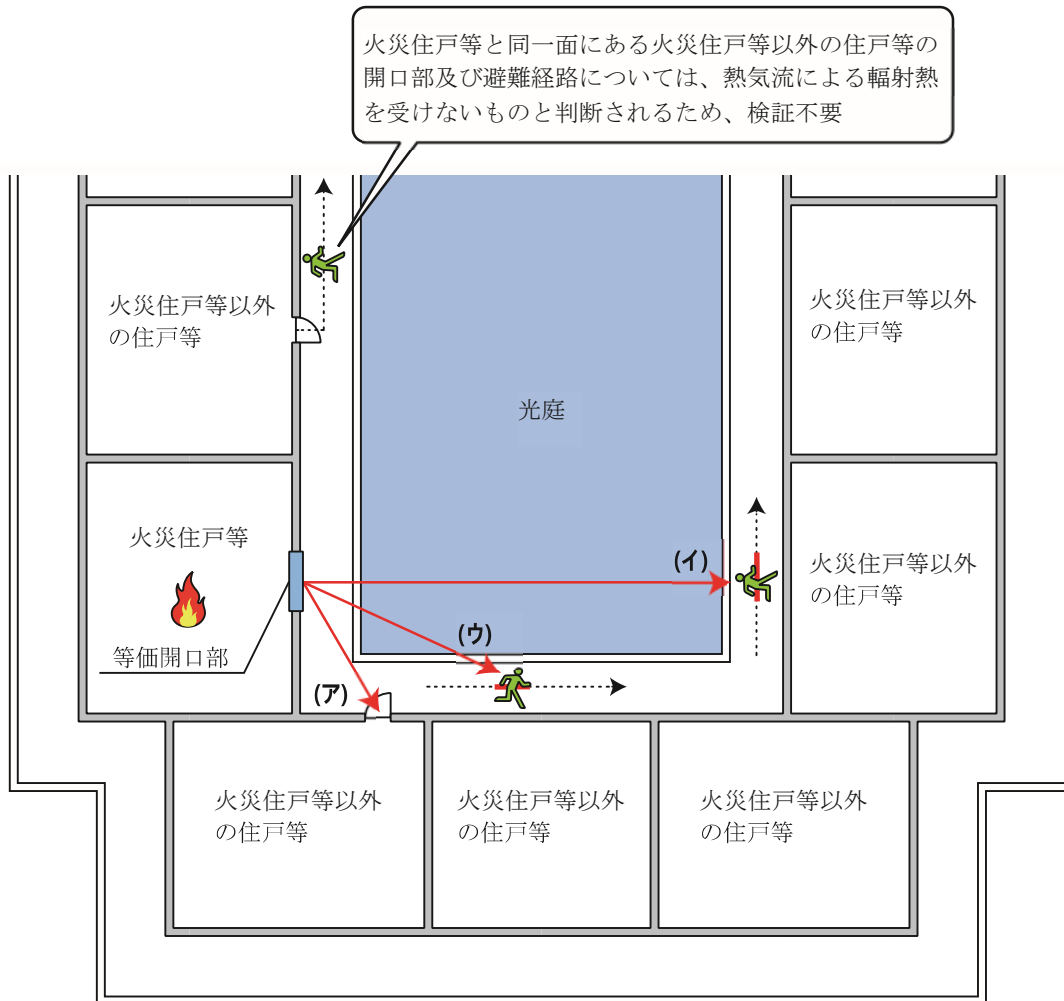 火災住戸等と同一面にある火災住戸等以外の住戸等の
開口部及び避難経路については、熱気流による輻射熱
を受けないものと判断されるため、検証不要
火災住戸等以外
の住戸等
火災住戸等以外
の住戸等
光庭
火災住戸等
(イ)
火災住戸等以外
の住戸等
(ウ)
等価開口部
(ア)
火災住戸等以外
の住戸等
火災住戸等以外
の住戸等
火災住戸等以外
の住戸等